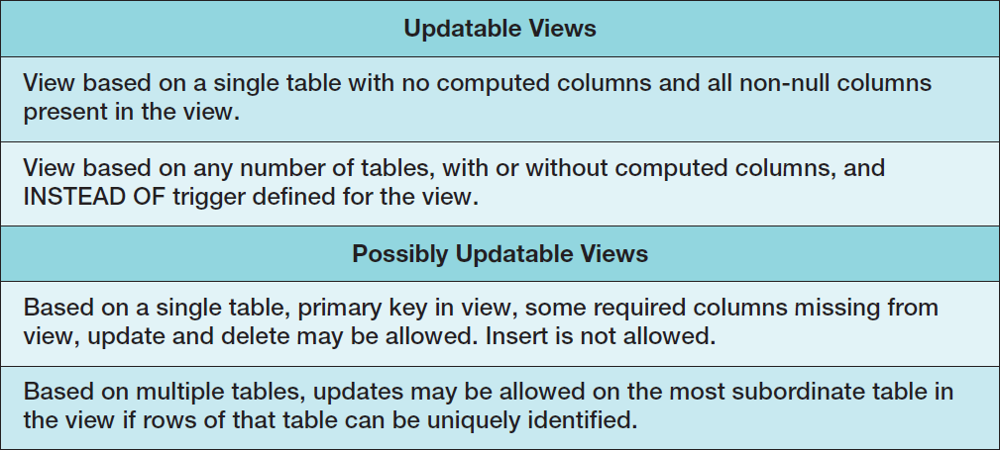 Updatable Views
View based on a single table with no computed columns and all non-null columns
present in the view.
View based on any number of tables, with or without computed columns, and
INSTEAD OF trigger defined for the view.
Possibly Updatable Views
Based on a single table, primary key in view, some required columns missing from
view, update and delete may be allowed. Insert is not allowed.
Based on multiple tables, updates may be allowed on the most subordinate table in
the view if rows of that table can be uniquely identified.